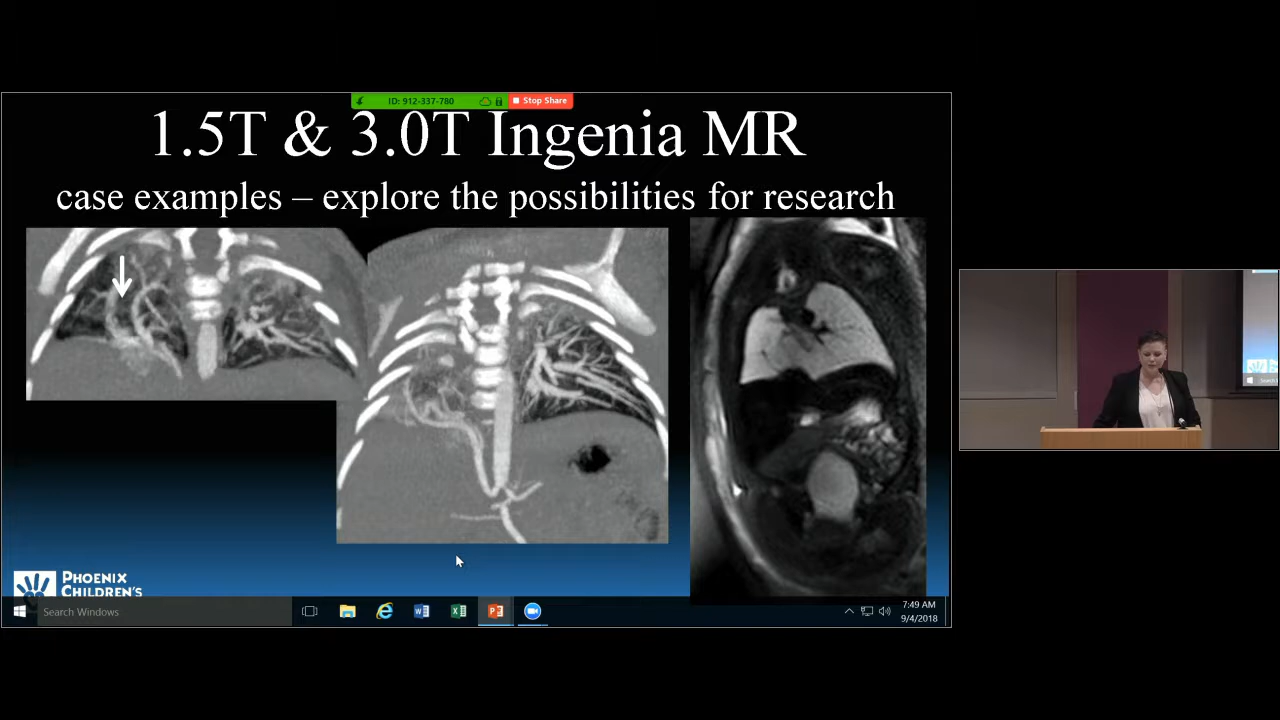 ID: 912-337-780
Stop Share
1.5T & 3.0T Ingenia MR
case examples – explore the possibilities for research
PHOENIX
CHILDREN'S
Search Windows
7:49 AM
9/4/2018